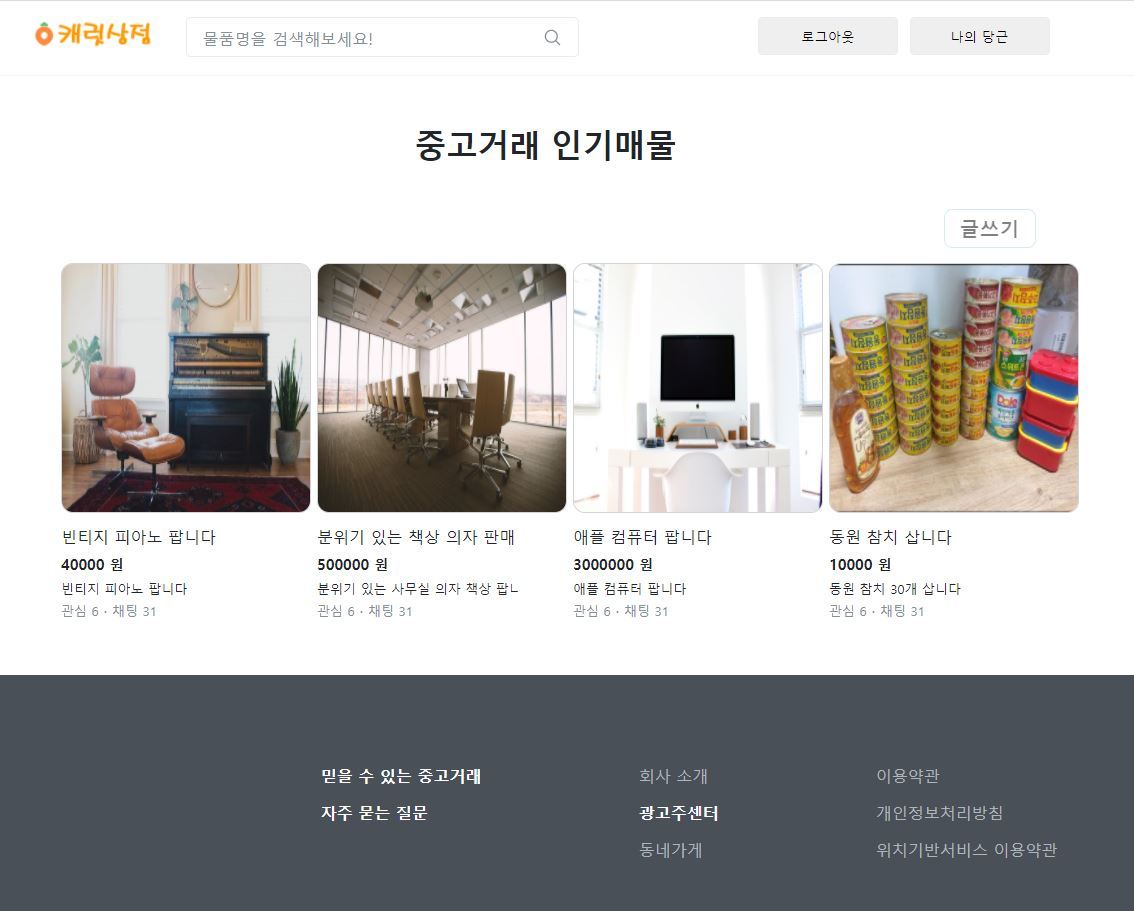 캐럿상점
물품명을 검색해보세요!
로그아웃
나의 당근
중고거래 인기매물
글쓰기
빈티지 피아노 팝니다
40000 원
빈티지 피아노 팝니다
관심 6 · 채팅 31
분위기 있는 책상 의자 판매
500000 원
분위기 있는 사무실 의자 책상 팝ㄴ
관심 6 · 채팅 31
애플 컴퓨터 팝니다
3000000 원
애플 컴퓨터 팝니다
관심 6 · 채팅 31
Dole
동원 참치 삽니다
10000 원
동원 참치 30개 삽니다
관심 6 · 채팅 31
믿을 수 있는 중고거래
자주 묻는 질문
회사 소개
광고주센터
동네가게
이용약관
개인정보처리방침
위치기반서비스 이용약관